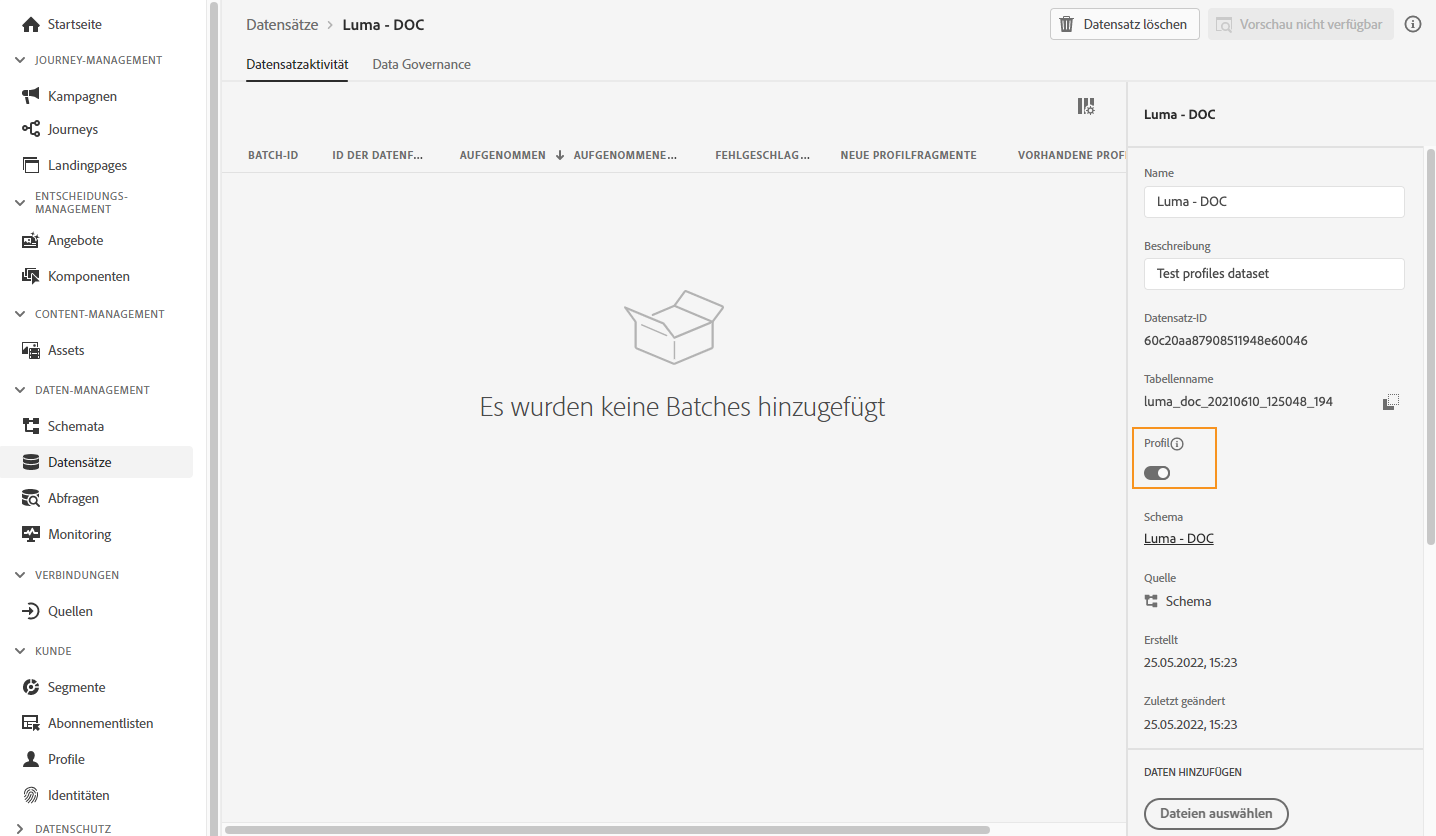 Startseite
JOURNEY-MANAGEMENT
Kampagnen
Journeys
Landingpages
ENTSCHEIDUNGS-
MANAGEMENT
Angebote
Komponenten
CONTENT-MANAGEMENT
Assets
DATEN-MANAGEMENT
Schemata
Datensätze
Abfragen
Monitoring
VERBINDUNGEN
Quellen
KUNDE
Segmente
Abonnementlisten
Profile
Identitäten
DATENSCHUTZ
Datensätze > Luma - DOC
Datensatz löschen
Vorschau nicht verfügbar
Datensatzaktivität Data Governance
BATCH-ID ID DER DATENF... AUFGENOMMEN AUFGENOMMENE... FEHLGESCHLAG... NEUE PROFILFRAGMENTE VORHANDENE PROF
Es wurden keine Batches hinzugefügt
Luma - DOC
Name
Luma - DOC
Beschreibung
Test profiles dataset
Datensatz-ID
60c20aa87908511948e60046
Tabellenname
luma_doc_20210610_125048_194
Profil
Schema
Luma - DOC
Quelle
Schema
Erstellt
25.05.2022, 15:23
Zuletzt geändert
25.05.2022, 15:23
DATEN HINZUFÜGEN
Dateien auswählen